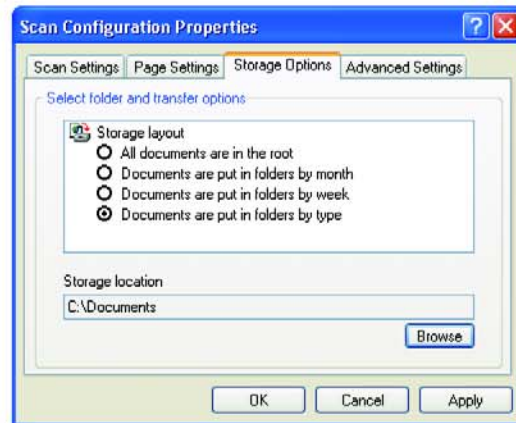 Scan Configuration Properties
Scan Settings
Page Settings
Storage Options
Advanced Settings
Select folder and transfer options
Storage layout
All documents are in the root
Documents are put in folders by month
Documents are put in folders by week
Documents are put in folders by type
Storage location
C:\Documents
Browse
OK
Cancel
Apply